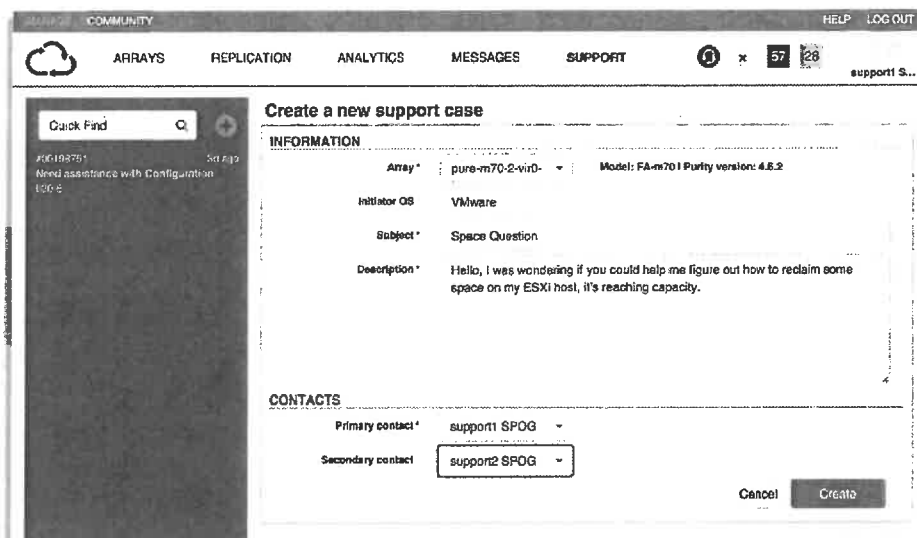 COMMUNITY
HELP LOG OUT
ARRAYS REPLICATION ANALYTICS MESSAGES SUPPORT
57 28
support1 S...
Quick Find
Create a new support case
3d ago
Need assistance with Configuration
INFORMATION
Array * pure-m70-2-vir0- Model: FA-m70 I Purity version: 4.6.2
Initiator OS VMware
Subject * Space Question
Description * Hello, I was wondering if you could help me figure out how to reclaim some
space on my ESXi host, it's reaching capacity.
CONTACTS
Primary contact * support1 SPOG
Secondary contact support2 SPOG
Cancel Create